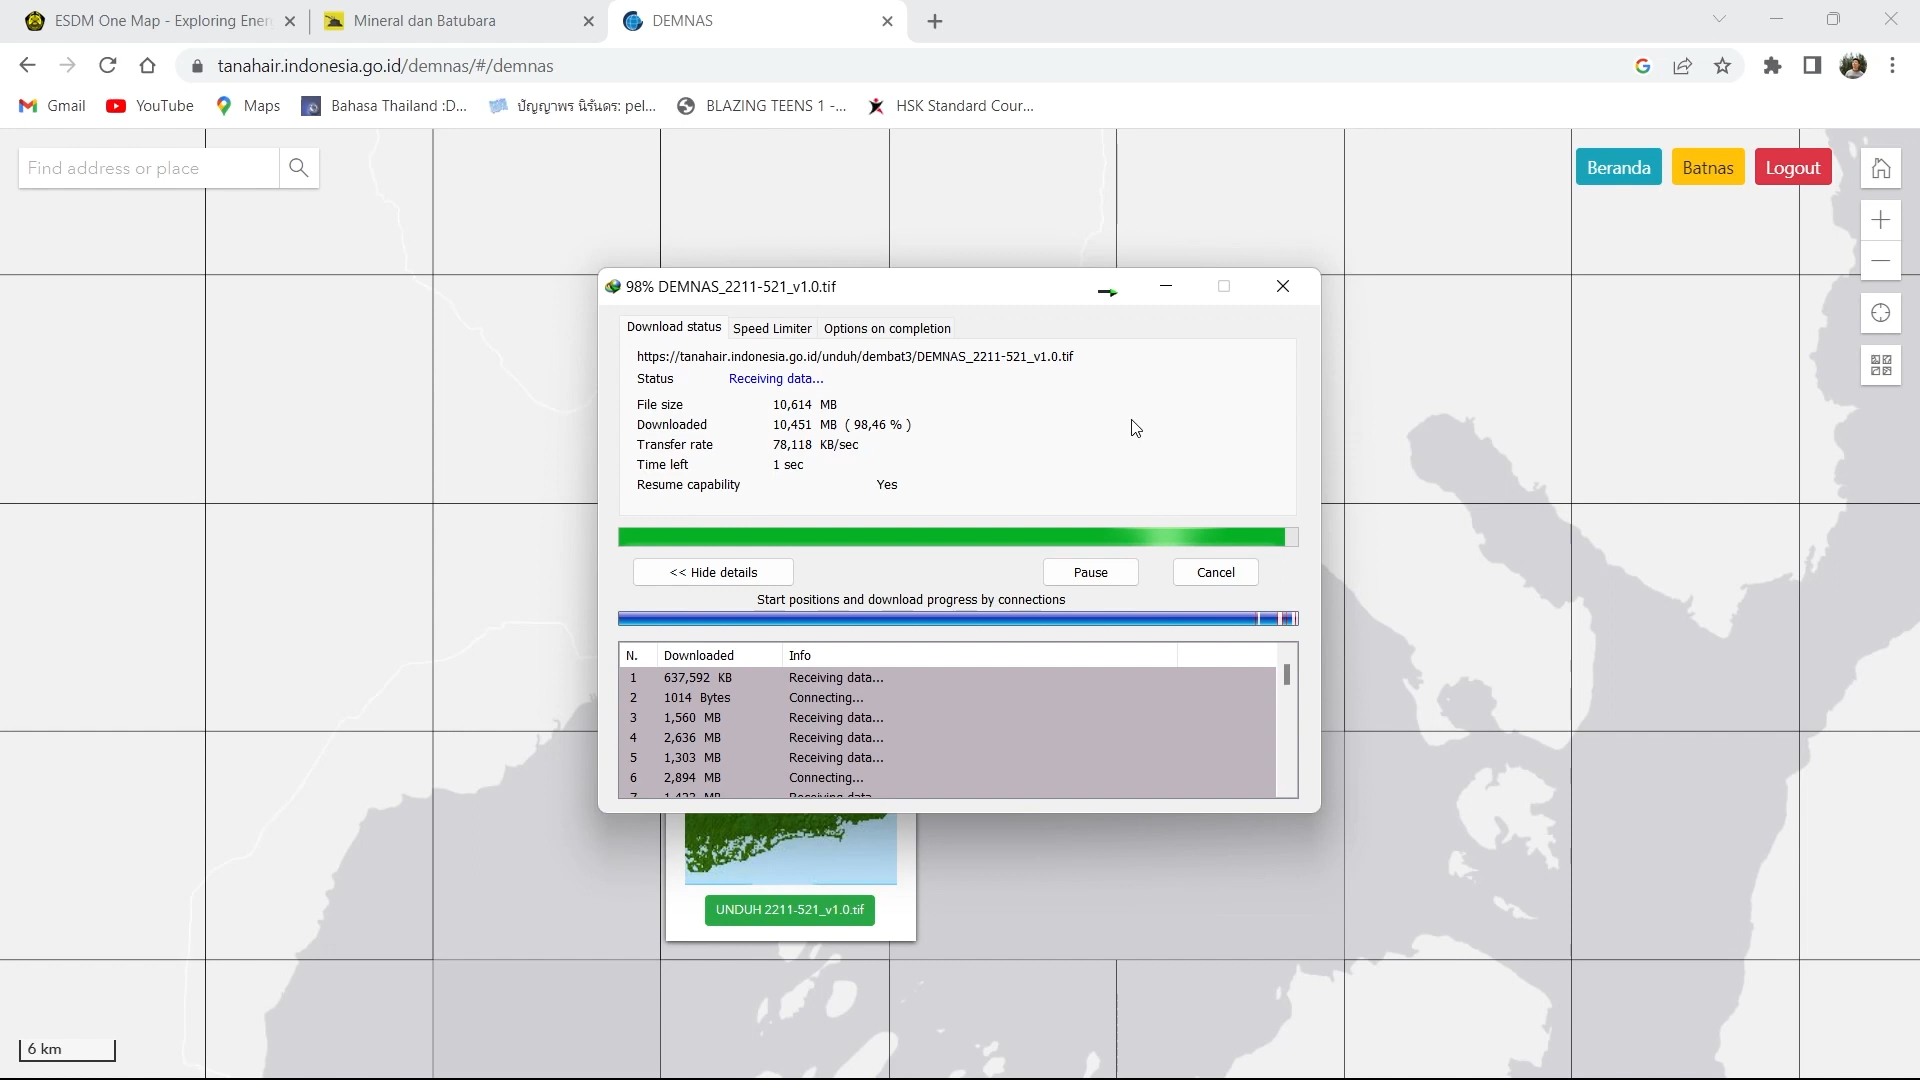 ESDM One Map - Exploring Ener
Mineral dan Batubara
DEMNAS
tanahair.indonesia.go.id/demnas/#/demnas
Gmail
YouTube
Maps
Bahasa Thailand :D...
ปัญญาพร นิรันดร: pel...
BLAZING TEENS 1 -...
HSK Standard Cour...
Find address or place
Beranda
Batnas
Logout
98% DEMNAS_2211-521_v1.0.tif
Download status
Speed Limiter
Options on completion
https://tanahair.indonesia.go.id/unduh/dembat3/DEMNAS_2211-521_v1.0.tif
Status Receiving data...
File size 10,614 MB
Downloaded 10,451 MB ( 98,46 % )
Transfer rate 78,118 KB/sec
Time left 1 sec
Resume capability Yes
<< Hide details
Pause
Cancel
Start positions and download progress by connections
N. Downloaded Info
1 637,592 KB Receiving data...
2 1014 Bytes Connecting...
3 1,560 MB Receiving data...
4 2,636 MB Receiving data...
5 1,303 MB Receiving data...
6 2,894 MB Connecting...
UNDUH 2211-521_v1.0.tif
6 km